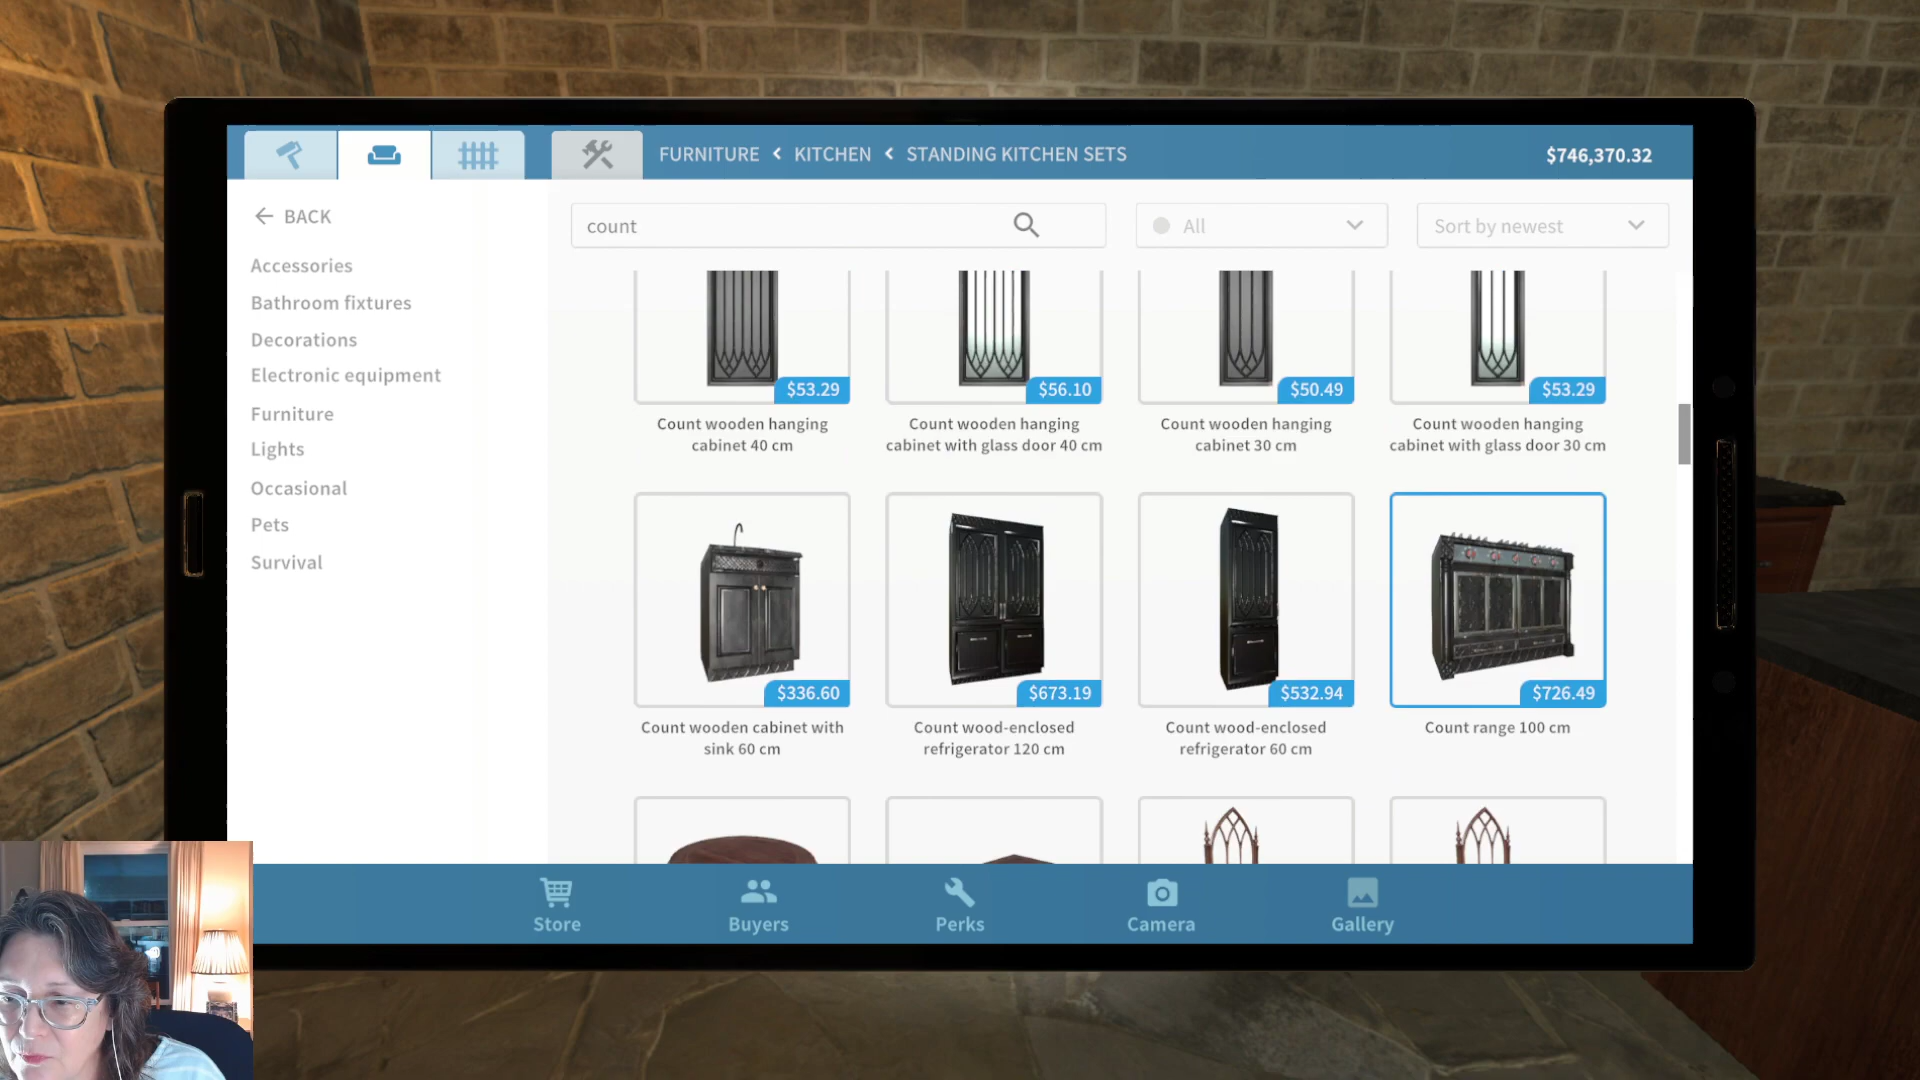 FURNITURE < KITCHEN < STANDING KITCHEN SETS
$746,370.32
BACK
Accessories
Bathroom fixtures
Decorations
Electronic equipment
Furniture
Lights
Occasional
Pets
Survival
count
All
Sort by newest
$53.29
$56.10
$50.49
$53.29
Count wooden hanging
cabinet 40 cm
Count wooden hanging
cabinet with glass door 40 cm
Count wooden hanging
cabinet 30 cm
Count wooden hanging
cabinet with glass door 30 cm
$336.60
$673.19
$532.94
$726.49
Count wooden cabinet with
sink 60 cm
Count wood-enclosed
refrigerator 120 cm
Count wood-enclosed
refrigerator 60 cm
Count range 100 cm
Store
Buyers
Perks
Camera
Gallery